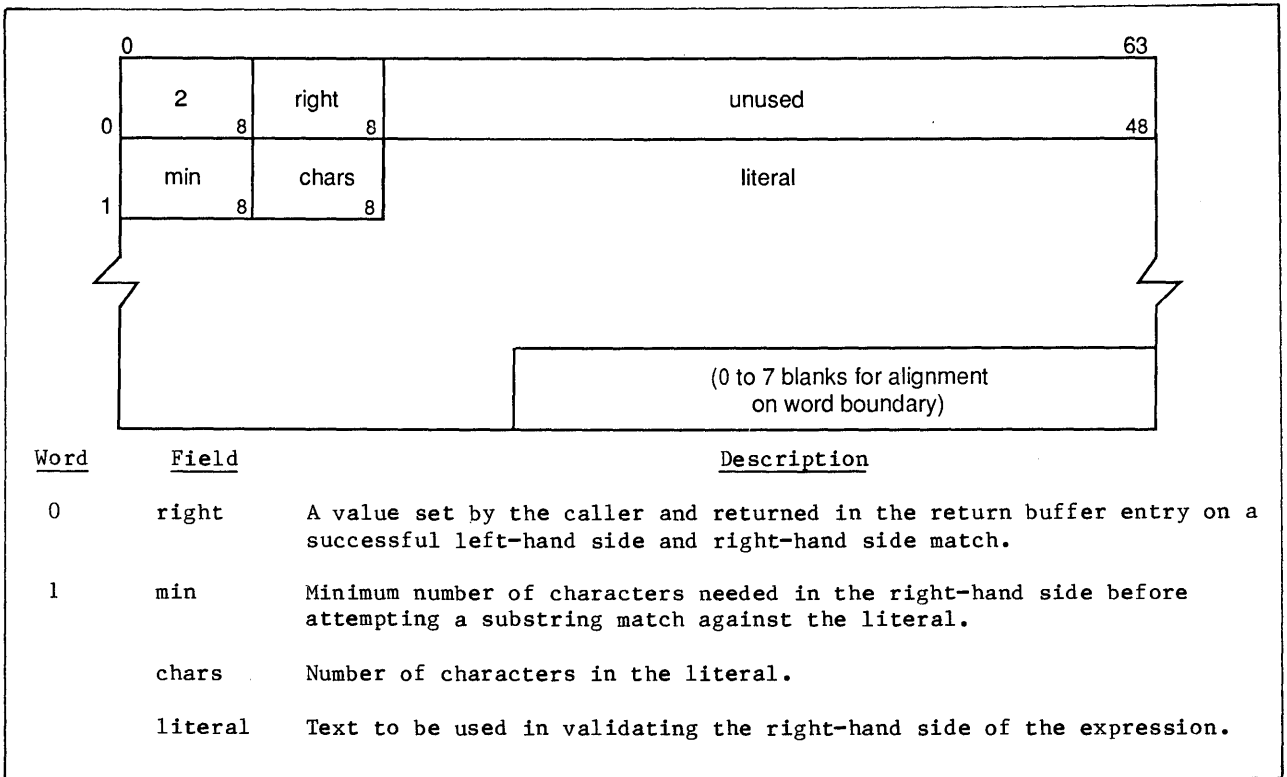 0 63
2 right unused
0 8 8 48
min chars literal
1 8 8
(0 to 7 blanks for alignment
on word boundary)
Word Field Description
0 right A value set by the caller and returned in the return buffer entry on a
successful left-hand side and right-hand side match.
1 min Minimum number of characters needed in the right-hand side before
attempting a substring match against the literal.
chars Number of characters in the literal.
literal Text to be used in validating the right-hand side of the expression.